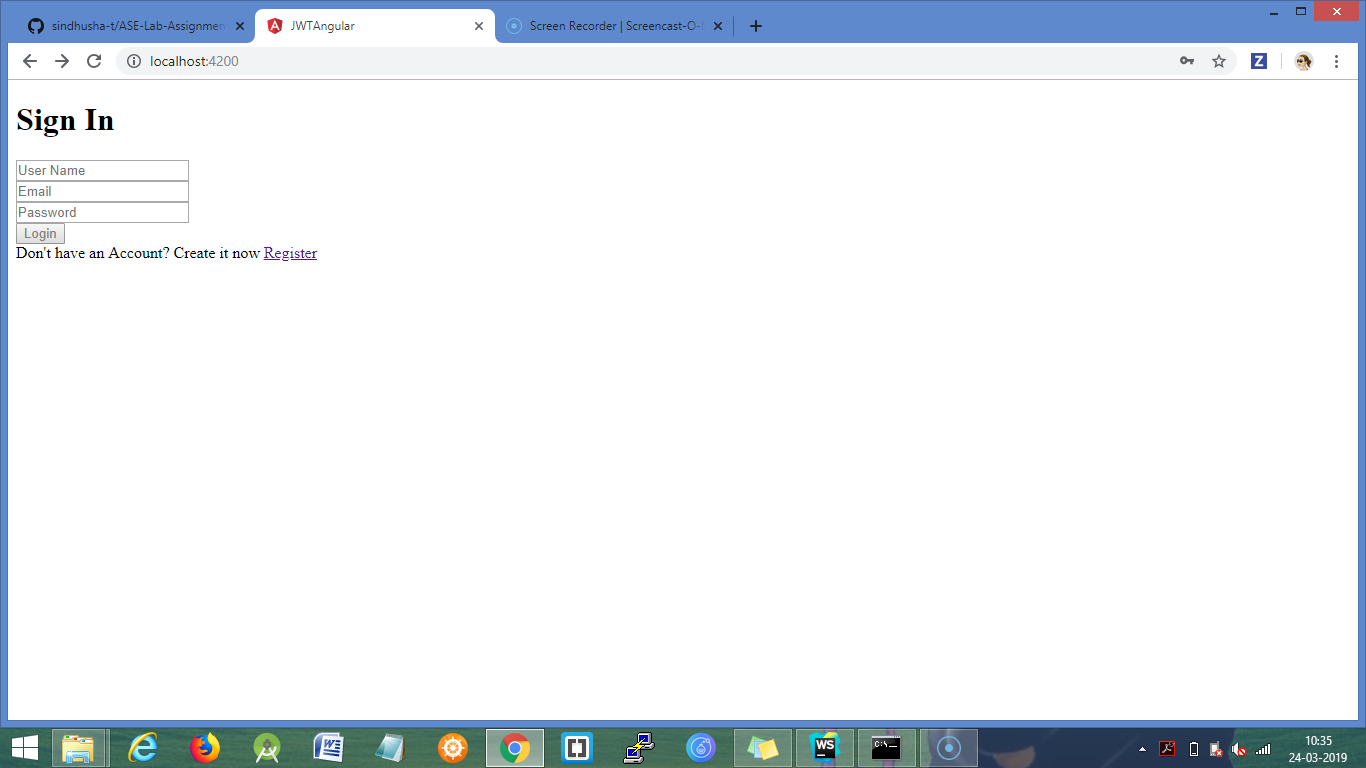 sindhusha-t/ASE-Lab-Assignmen
JWTAngular
Screen Recorder | Screencast-O-
localhost:4200
Z
Sign In
User Name
Email
Password
Login
Don't have an Account? Create it now Register
WS
C:\_
10:35
24-03-2019